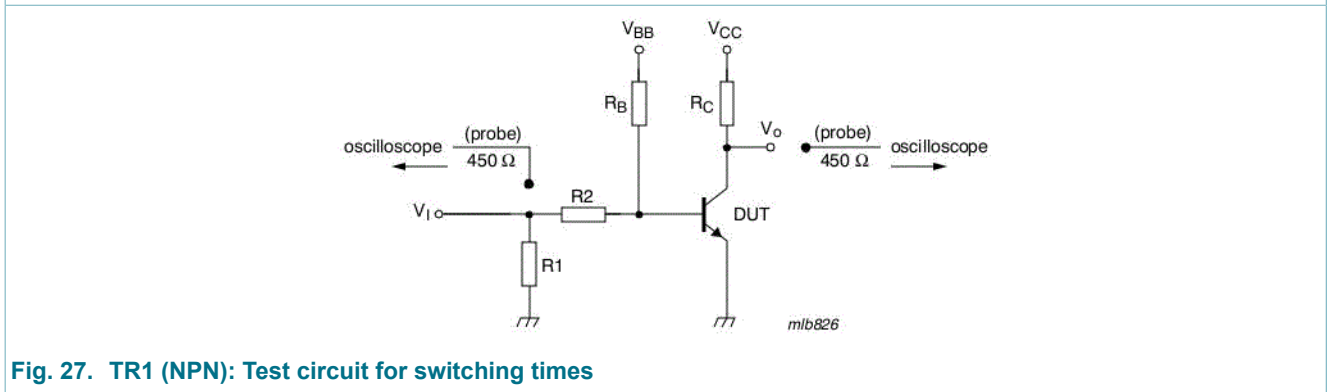 VBB
VCC
RB
RC
Vo
(probe)
450 Ω
oscilloscope
(probe)
450 Ω
oscilloscope
R2
VI
DUT
R1
mlb826
Fig. 27. TR1 (NPN): Test circuit for switching times